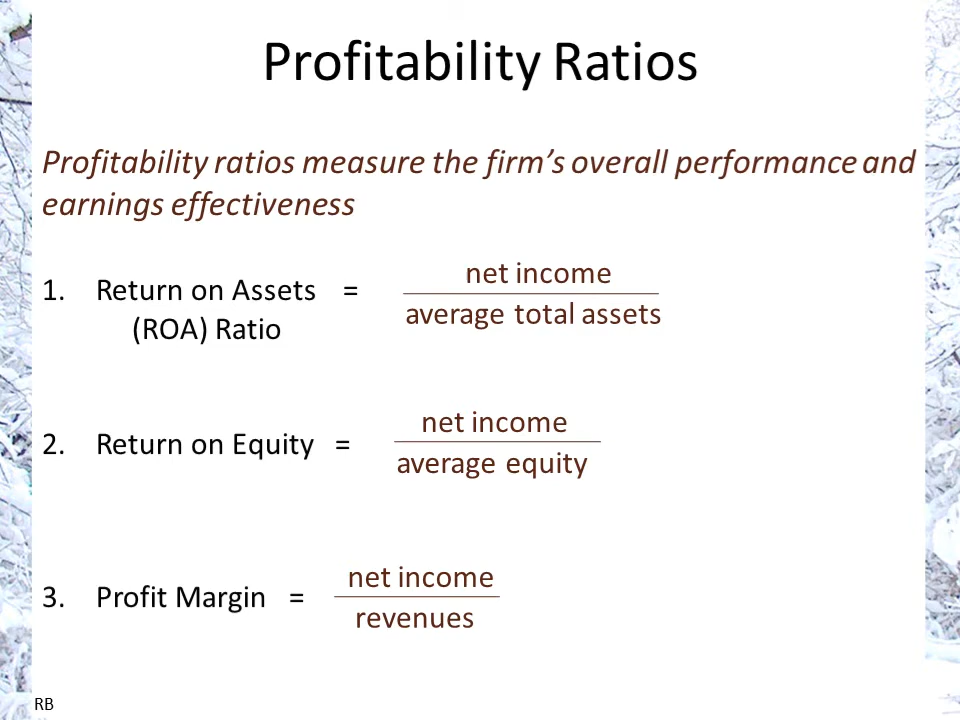 Profitability Ratios
Profitability ratios measure the firm’s overall performance and
earnings effectiveness
1. Return on Assets = net income
average total assets
(ROA) Ratio
2. Return on Equity = net income
average equity
3. Profit Margin = net income
revenues
RB